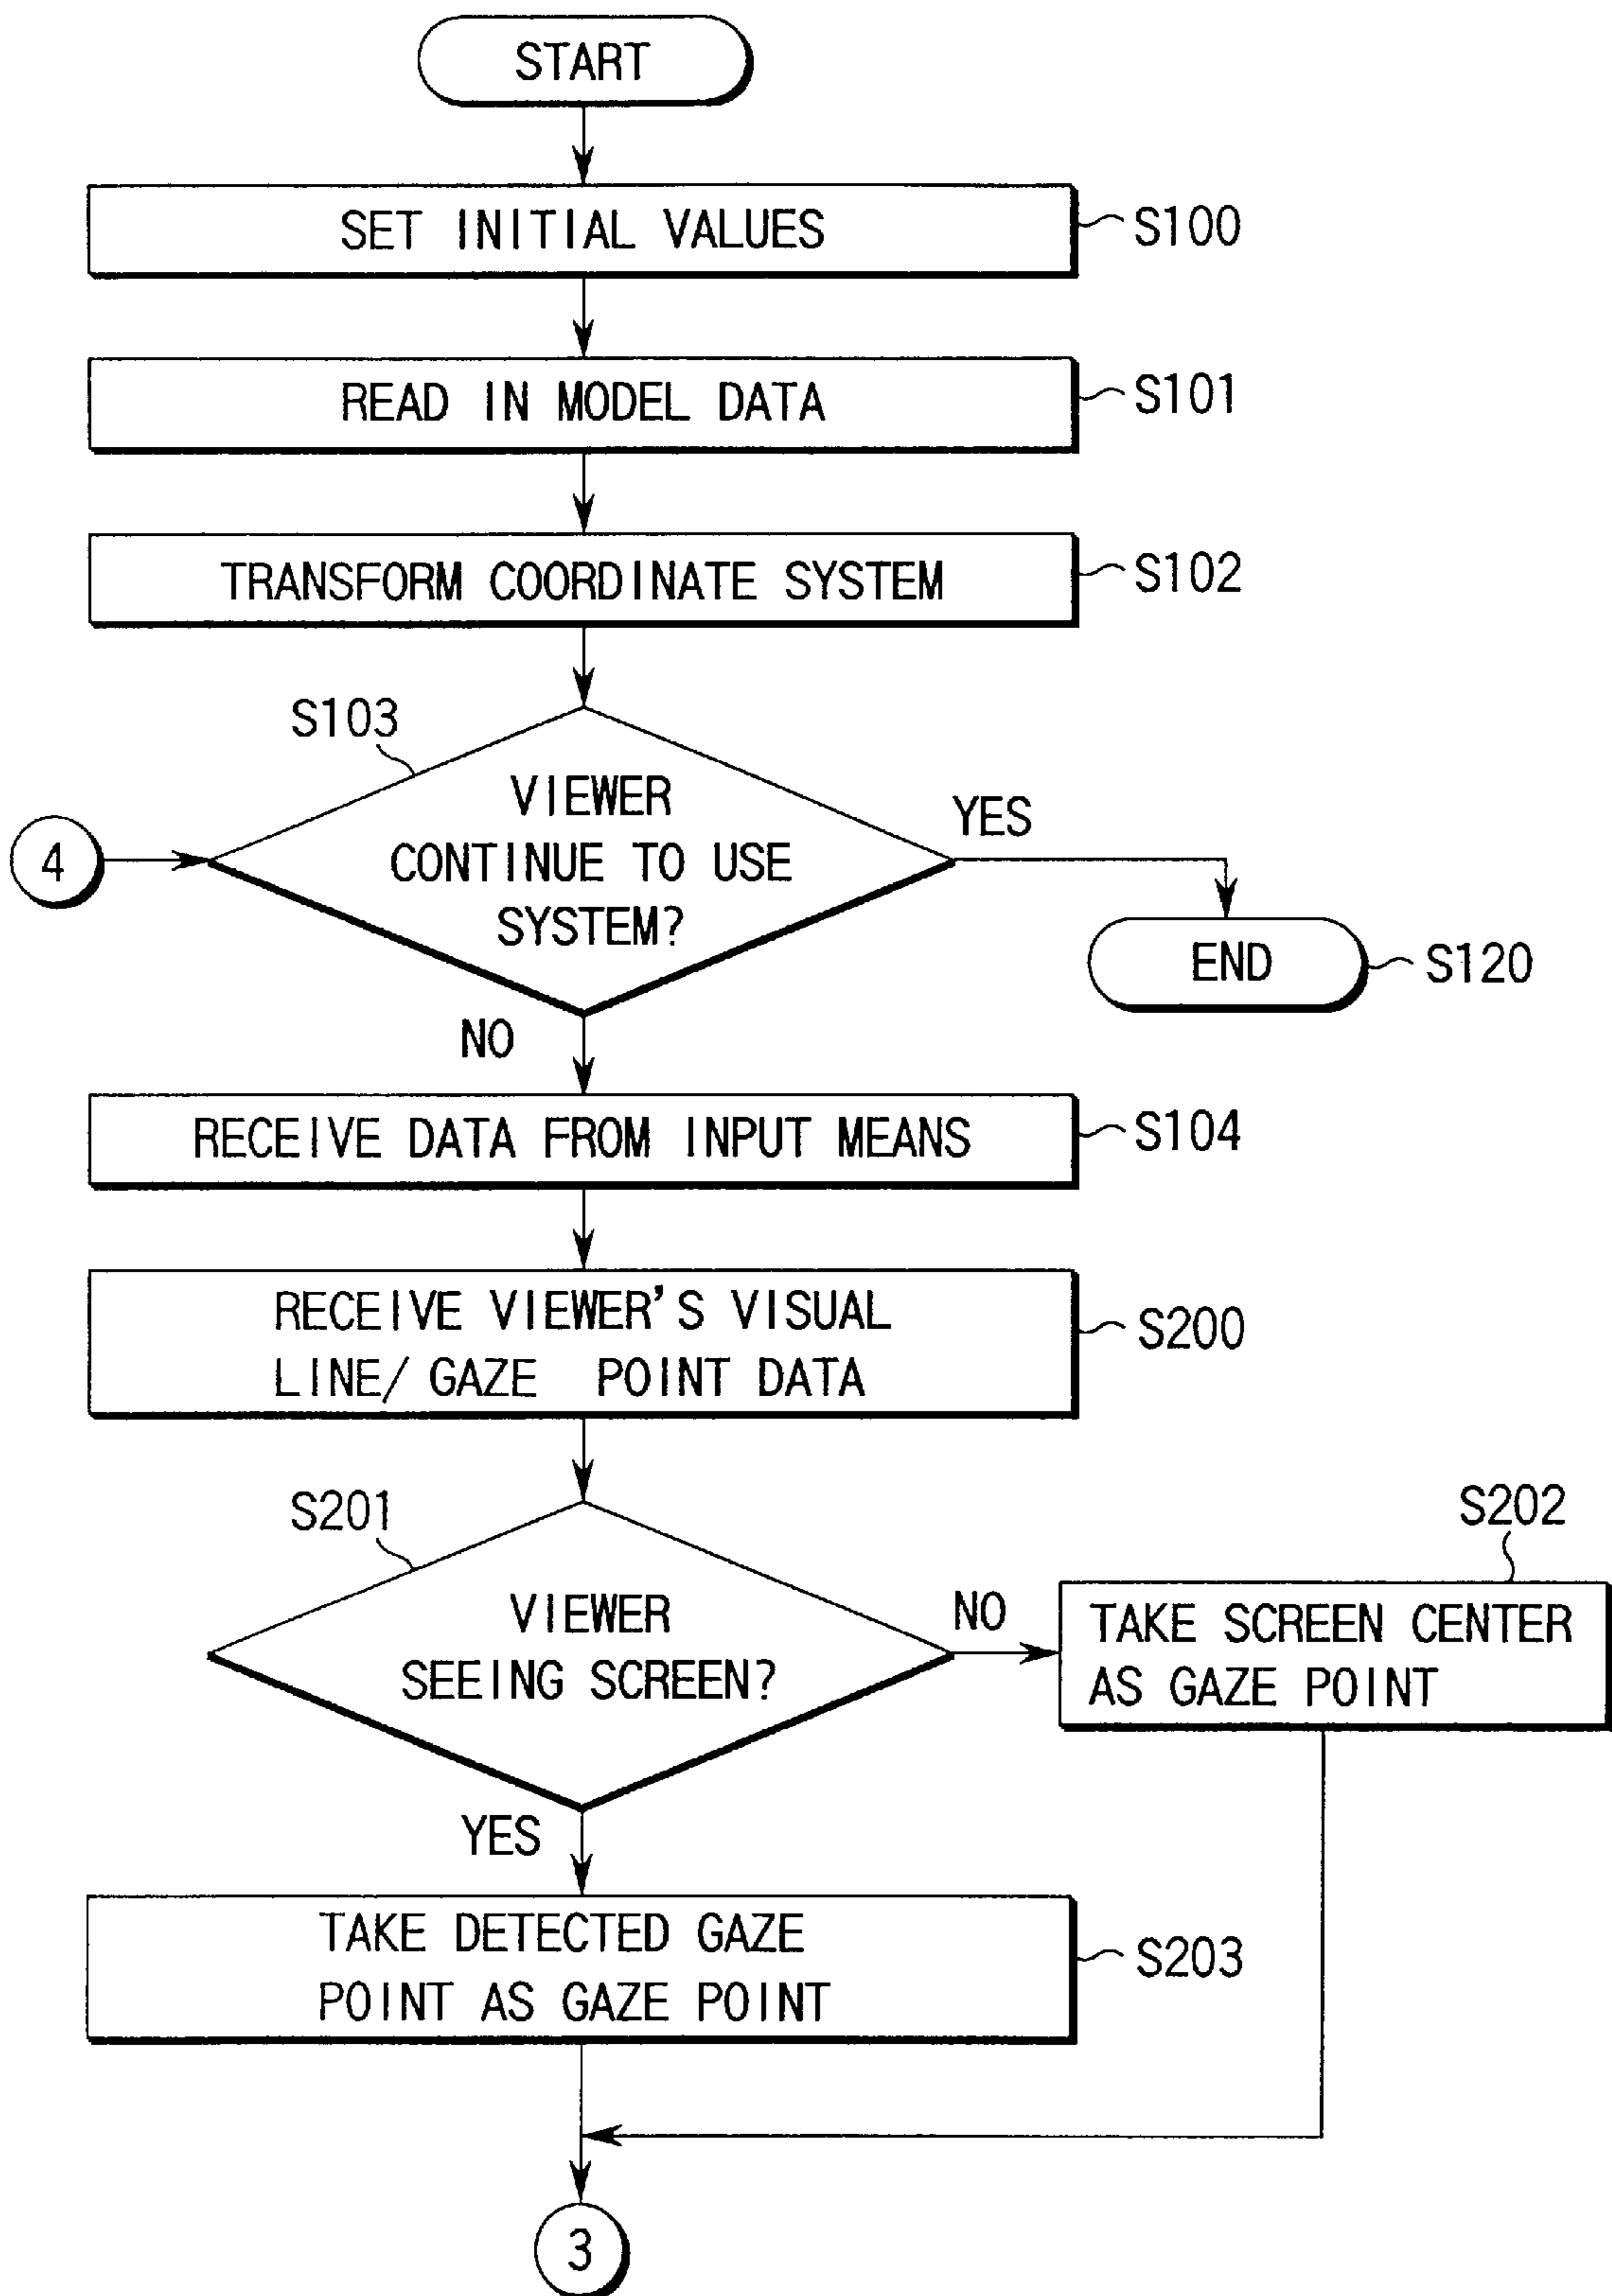 START
SET INITIAL VALUES
S100
READ IN MODEL DATA
S101
TRANSFORM COORDINATE SYSTEM
S102
S103
VIEWER
CONTINUE TO USE
SYSTEM?
YES
4
END
S120
NO
RECEIVE DATA FROM INPUT MEANS
S104
RECEIVE VIEWER'S VISUAL
LINE/ GAZE POINT DATA
S200
S201
VIEWER
SEEING SCREEN?
NO
S202
TAKE SCREEN CENTER
AS GAZE POINT
YES
TAKE DETECTED GAZE
POINT AS GAZE POINT
S203
3